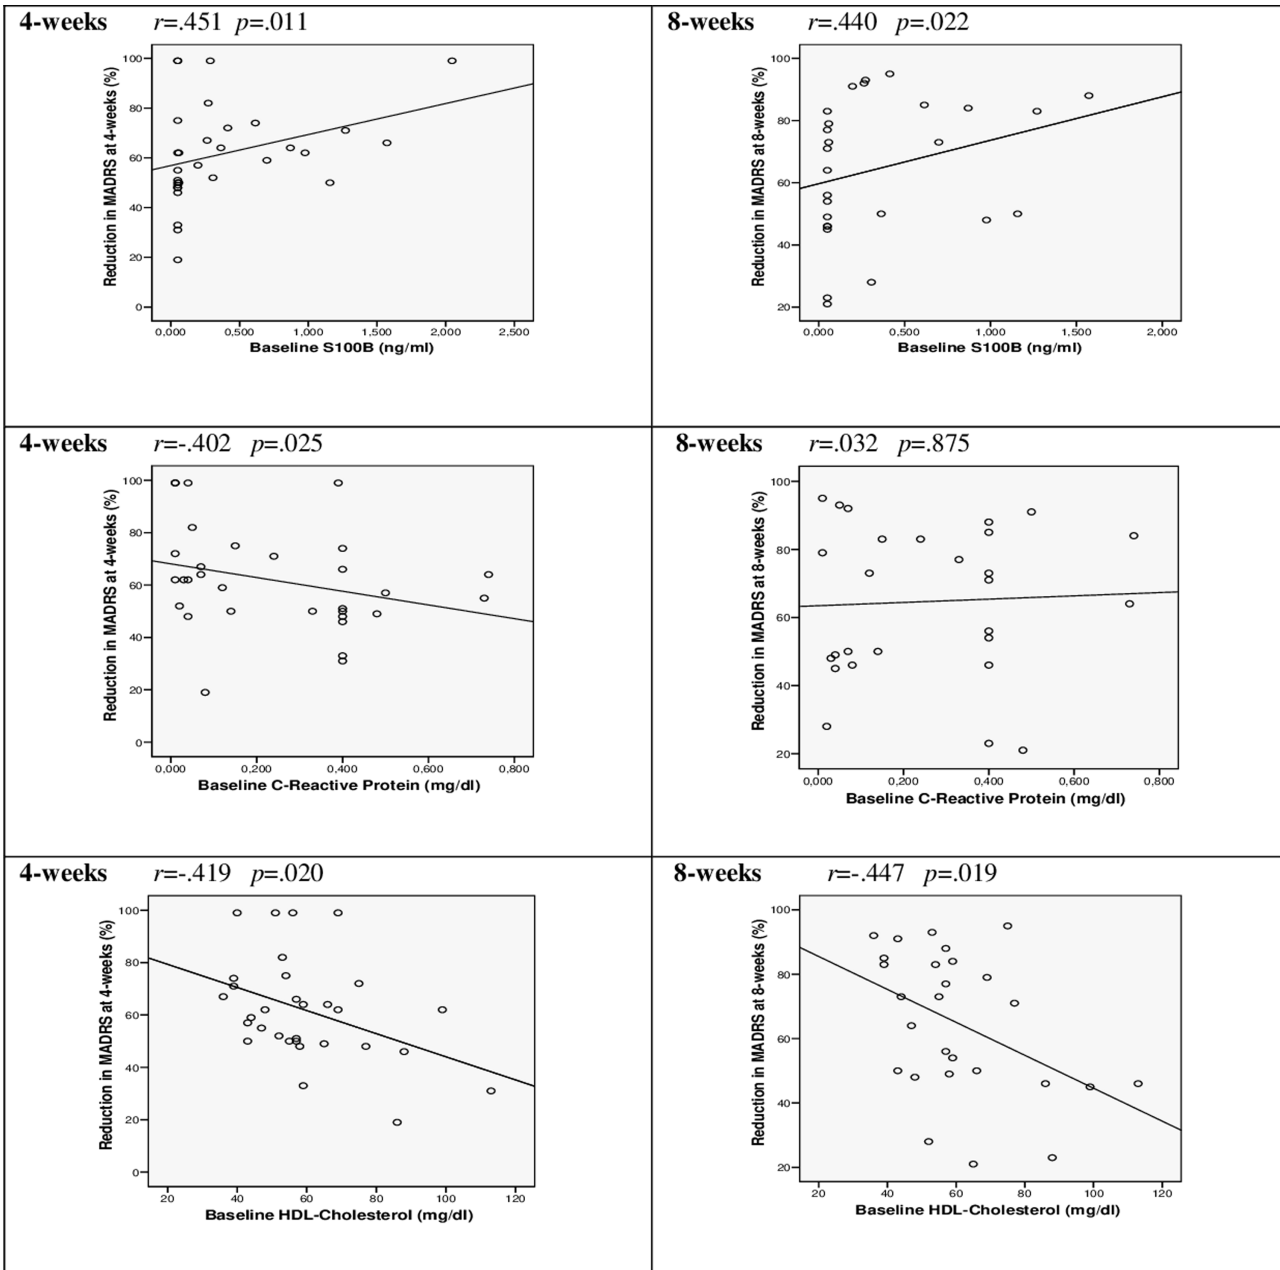 4-weeks r=.451 p=.011
Reduction in MADRS at 4-weeks (%)
100
80
60
40
20
0
0,000 0,500 1,000 1,500 2,000 2,500
Baseline S100B (ng/ml)
8-weeks r=.440 p=.022
Reduction in MADRS at 8-weeks (%)
100
80
60
40
20
0,000 0,500 1,000 1,500 2,000
Baseline S100B (ng/ml)
4-weeks r=-.402 p=.025
Reduction in MADRS at 4-weeks (%)
100
80
60
40
20
0
0,000 0,200 0,400 0,600 0,800
Baseline C-Reactive Protein (mg/dl)
8-weeks r=.032 p=.875
Reduction in MADRS at 8-weeks (%)
100
80
60
40
20
0,000 0,200 0,400 0,600 0,800
Baseline C-Reactive Protein (mg/dl)
4-weeks r=-.419 p=.020
Reduction in MADRS at 4-weeks (%)
100
80
60
40
20
0
20 40 60 80 100 120
Baseline HDL-Cholesterol (mg/dl)
8-weeks r=-.447 p=.019
Reduction in MADRS at 8-weeks (%)
100
80
60
40
20
20 40 60 80 100 120
Baseline HDL-Cholesterol (mg/dl)